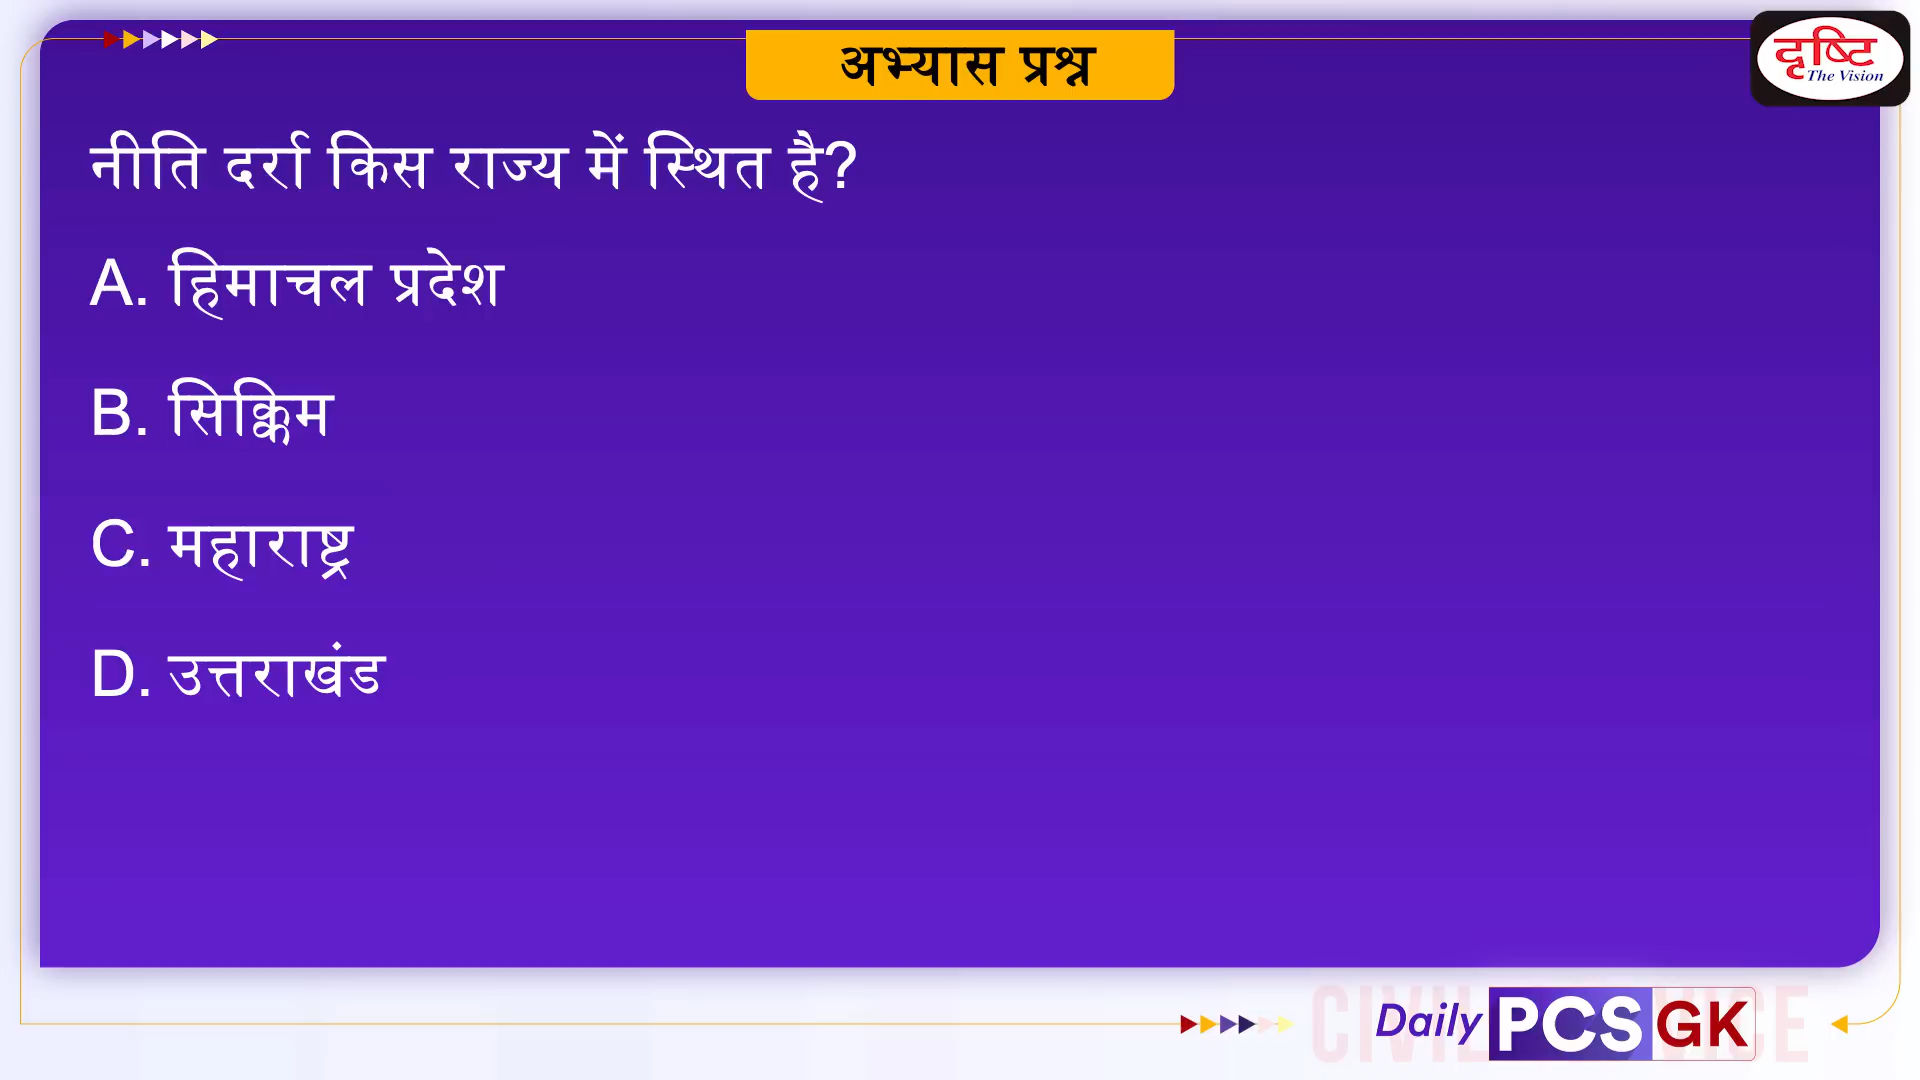 अभ्यास प्रश्न
दृष्टि
The Vision
नीति दर्रा किस राज्य में स्थित है?
A. हिमाचल प्रदेश
B. सिक्किम
C. महाराष्ट्र
D. उत्तराखंड
Daily PCS GK